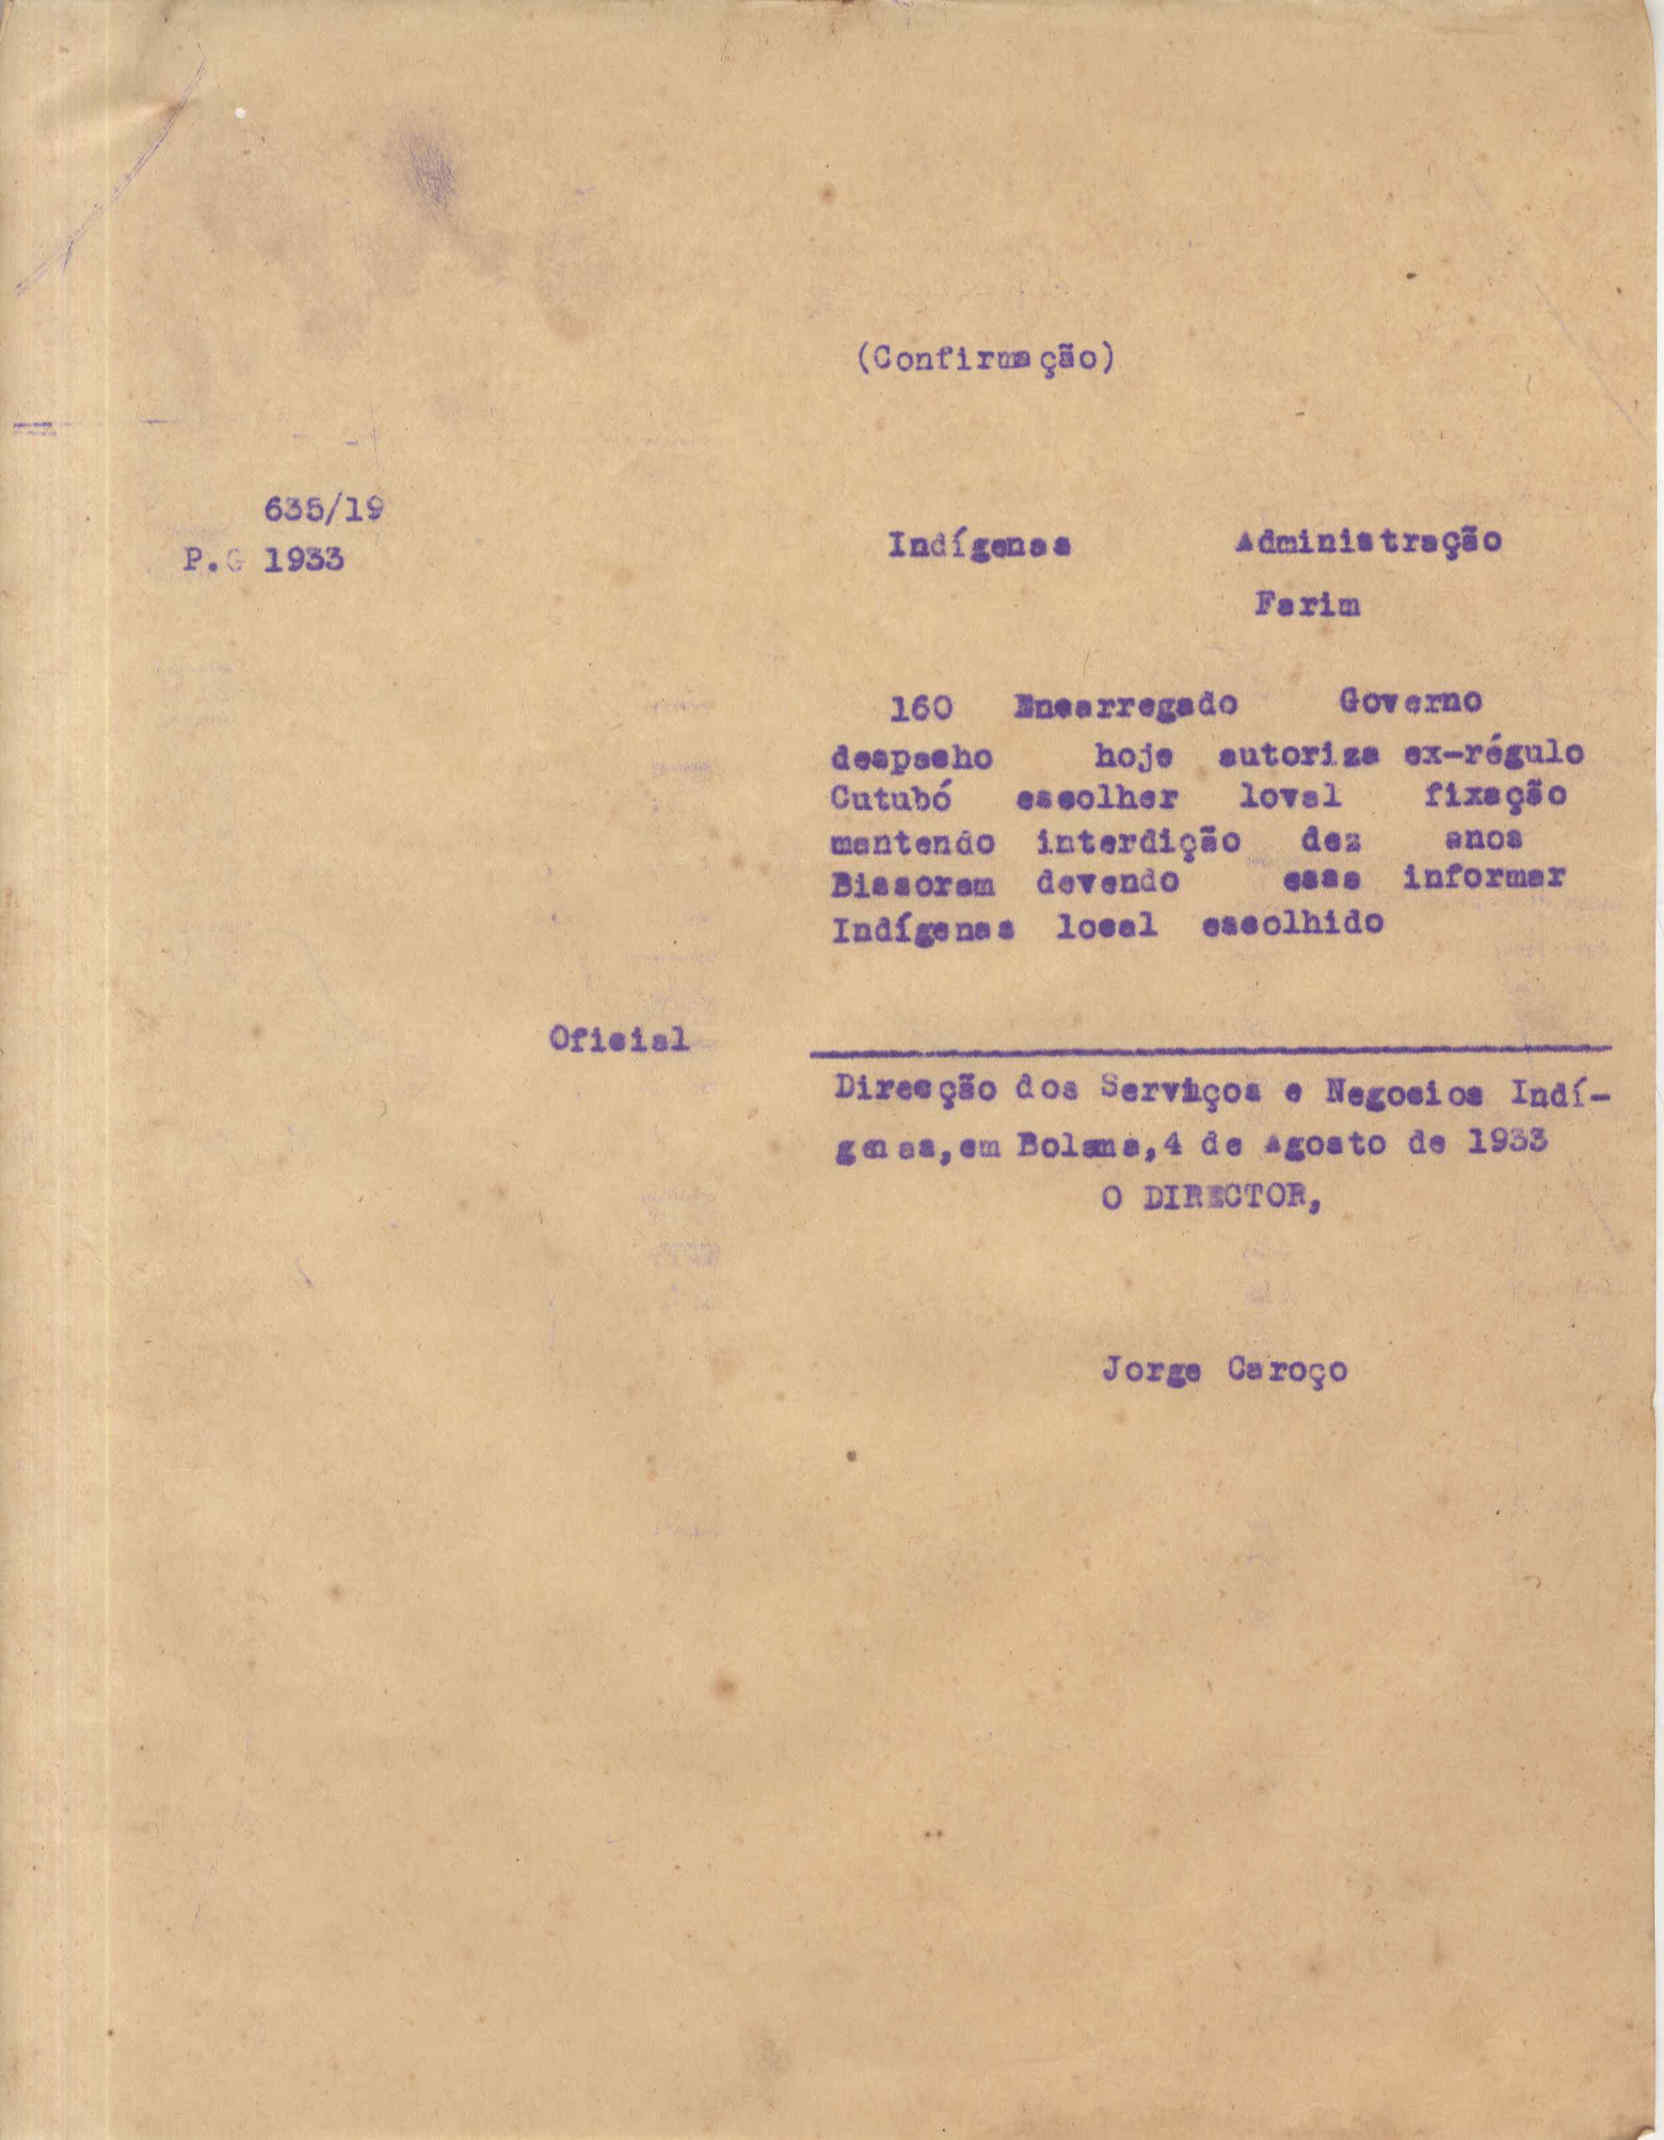 (Confirmação)
635/19
P.G 1933
Indígenas Administração
Farim
160 Encarregado Governo
despacho hoje autoriza ex-régulo
Cutubó escolher loval fixação
mantendo interdição dez anos
Bissoram devendo essa informar
Indígenas local escolhido
Oficial
Direcção dos Serviços e Negocios Indí-
genas, em Bolama, 4 de Agosto de 1933
O DIRECTOR,
Jorge Caroço